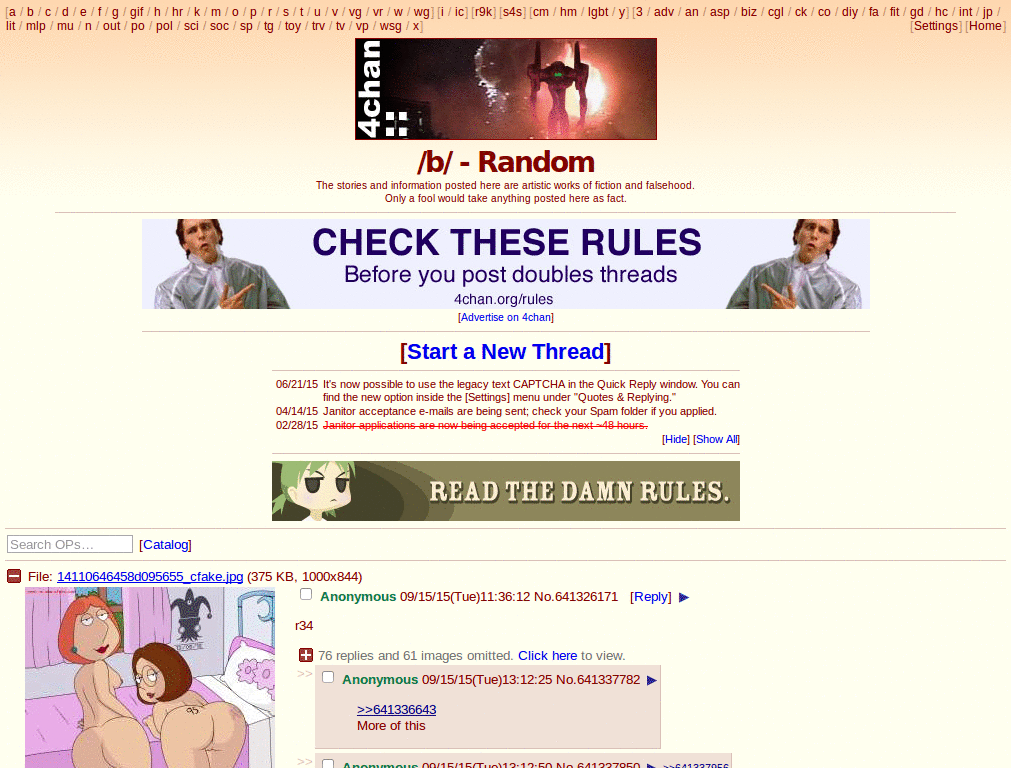 [a / b / c / d / e / f / g / gif / h / hr / k / m / o / p / r / s / t / u / v / vg / vr / w / wg] [i / ic] [r9k] [s4s] [cm / hm / lgbt / y] [3 / adv / an / asp / biz / cgl / ck / co / diy / fa / fit / gd / hc / int / jp /
lit / mlp / mu / n / out / po / pol / sci / soc / sp / tg / toy / trv / tv / vp / wsg / x] [Settings] [Home]
4chan
/b/ - Random
The stories and information posted here are artistic works of fiction and falsehood.
Only a fool would take anything posted here as fact.
CHECK THESE RULES
Before you post doubles threads
4chan.org/rules
[Advertise on 4chan]
[Start a New Thread]
06/21/15 It's now possible to use the legacy text CAPTCHA in the Quick Reply window. You can
find the new option inside the [Settings] menu under "Quotes & Replying."
04/14/15 Janitor acceptance e-mails are being sent; check your Spam folder if you applied.
02/28/15 Janitor applications are now being accepted for the next ~48 hours.
[Hide] [Show All]
READ THE DAMN RULES.
Search OPs…
[Catalog]
File: 14110646458d095655_cfake.jpg (375 KB, 1000x844)
Anonymous 09/15/15(Tue)11:36:12 No.641326171 [Reply] ▶
r34
76 replies and 61 images omitted. Click here to view.
>> Anonymous 09/15/15(Tue)13:12:25 No.641337782 ▶
>>641336643
More of this
>> Anonymous 09/15/15(Tue)13:12:50 No.641337850 ▶ >>641337956